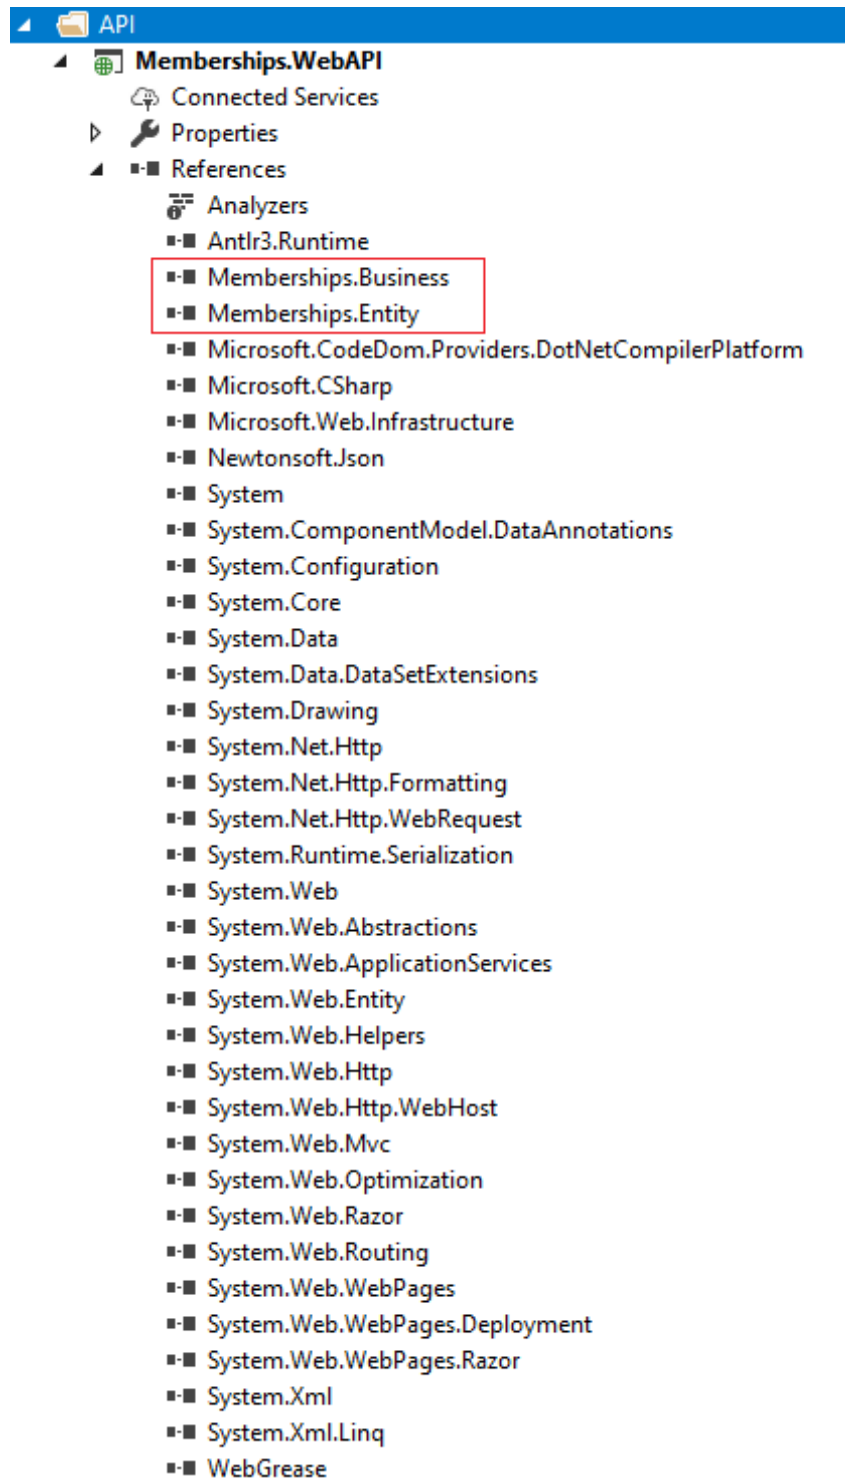 API
Memberships.WebAPI
Connected Services
Properties
References
Analyzers
Antlr3.Runtime
Memberships.Business
Memberships.Entity
Microsoft.CodeDom.Providers.DotNetCompilerPlatform
Microsoft.CSharp
Microsoft.Web.Infrastructure
Newtonsoft.Json
System
System.ComponentModel.DataAnnotations
System.Configuration
System.Core
System.Data
System.Data.DataSetExtensions
System.Drawing
System.Net.Http
System.Net.Http.Formatting
System.Net.Http.WebRequest
System.Runtime.Serialization
System.Web
System.Web.Abstractions
System.Web.ApplicationServices
System.Web.Entity
System.Web.Helpers
System.Web.Http
System.Web.Http.WebHost
System.Web.Mvc
System.Web.Optimization
System.Web.Razor
System.Web.Routing
System.Web.WebPages
System.Web.WebPages.Deployment
System.Web.WebPages.Razor
System.Xml
System.Xml.Linq
WebGrease